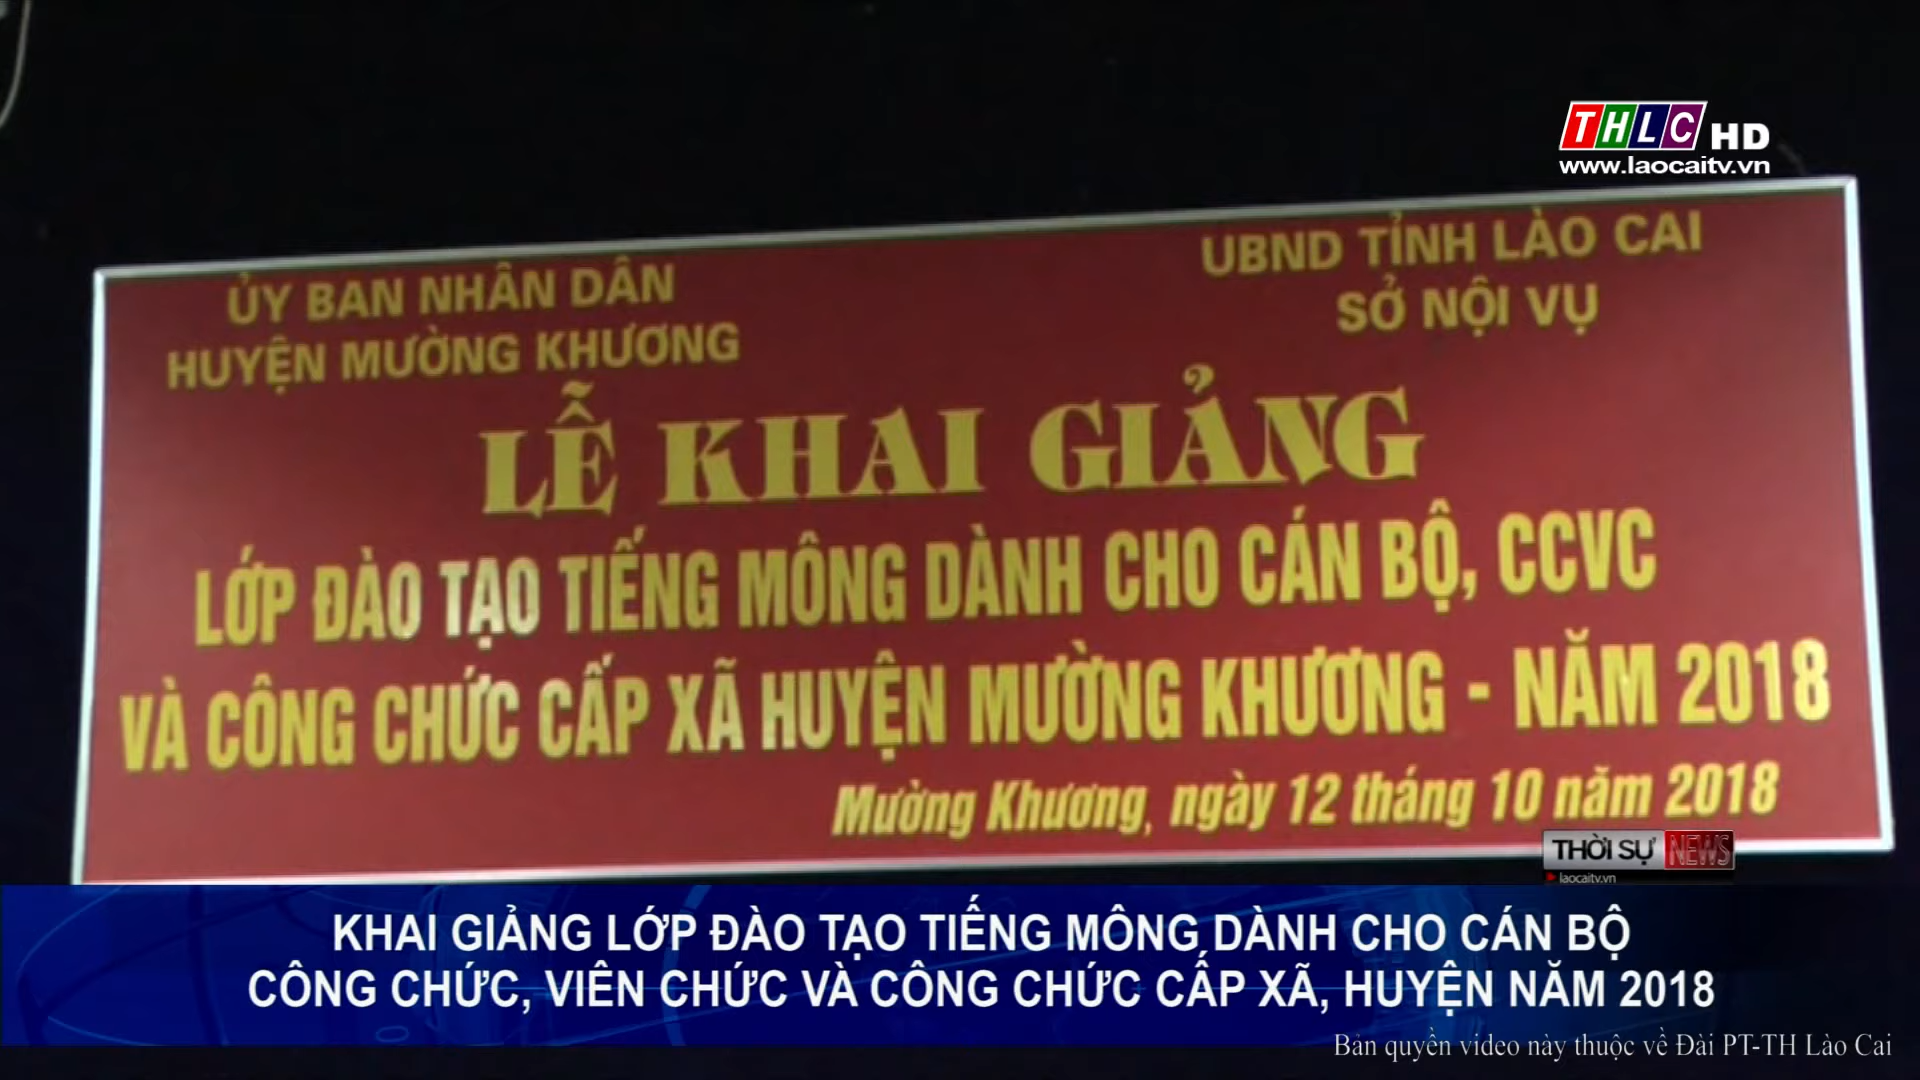 THLC HD
www.laocaitv.vn
ỦY BAN NHÂN DÂN
HUYỆN MƯỜNG KHƯƠNG
UBND TỈNH LÀO CAI
SỞ NỘI VỤ
LỄ KHAI GIẢNG
LỚP ĐÀO TẠO TIẾNG MÔNG DÀNH CHO CÁN BỘ, CCVC
VÀ CÔNG CHỨC CẤP XÃ HUYỆN MƯỜNG KHƯƠNG - NĂM 2018
Mường Khương, ngày 12 tháng 10 năm 2018
THỜI SỰ NEWS
laocaitv.vn
KHAI GIẢNG LỚP ĐÀO TẠO TIẾNG MÔNG DÀNH CHO CÁN BỘ
CÔNG CHỨC, VIÊN CHỨC VÀ CÔNG CHỨC CẤP XÃ, HUYỆN NĂM 2018
Bản quyền video này thuộc về Đài PT-TH Lào Cai